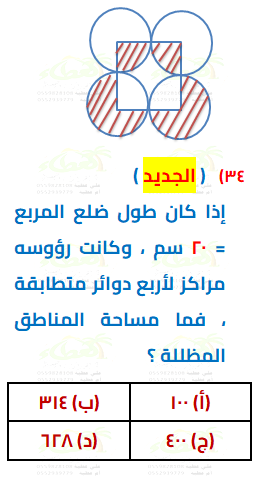 (٣٤) ( الجديد )
إذا كان طول ضلع المربع
= ٢٠ سم ، وكانت رؤوسه
مراكز لأربع دوائر متطابقة
، فما مساحة المناطق
المظللة ؟
(أ) ١٠٠ (ب) ٣١٤
(ج) ٤٠٠ (د) ٦٢٨